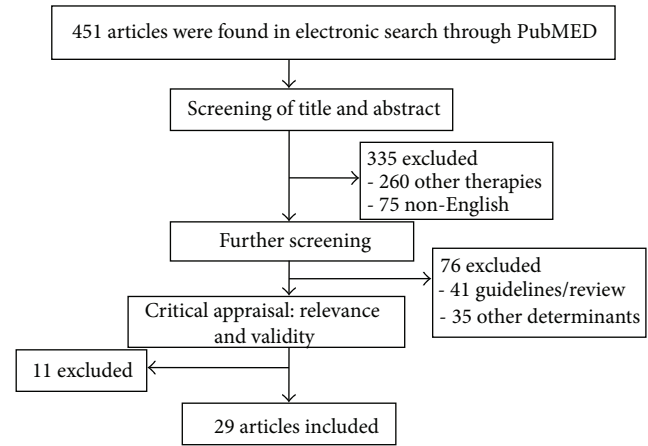 451 articles were found in electronic search through PubMED
Screening of title and abstract
335 excluded
- 260 other therapies
- 75 non-English
Further screening
76 excluded
- 41 guidelines/review
- 35 other determinants
Critical appraisal: relevance
and validity
11 excluded
29 articles included